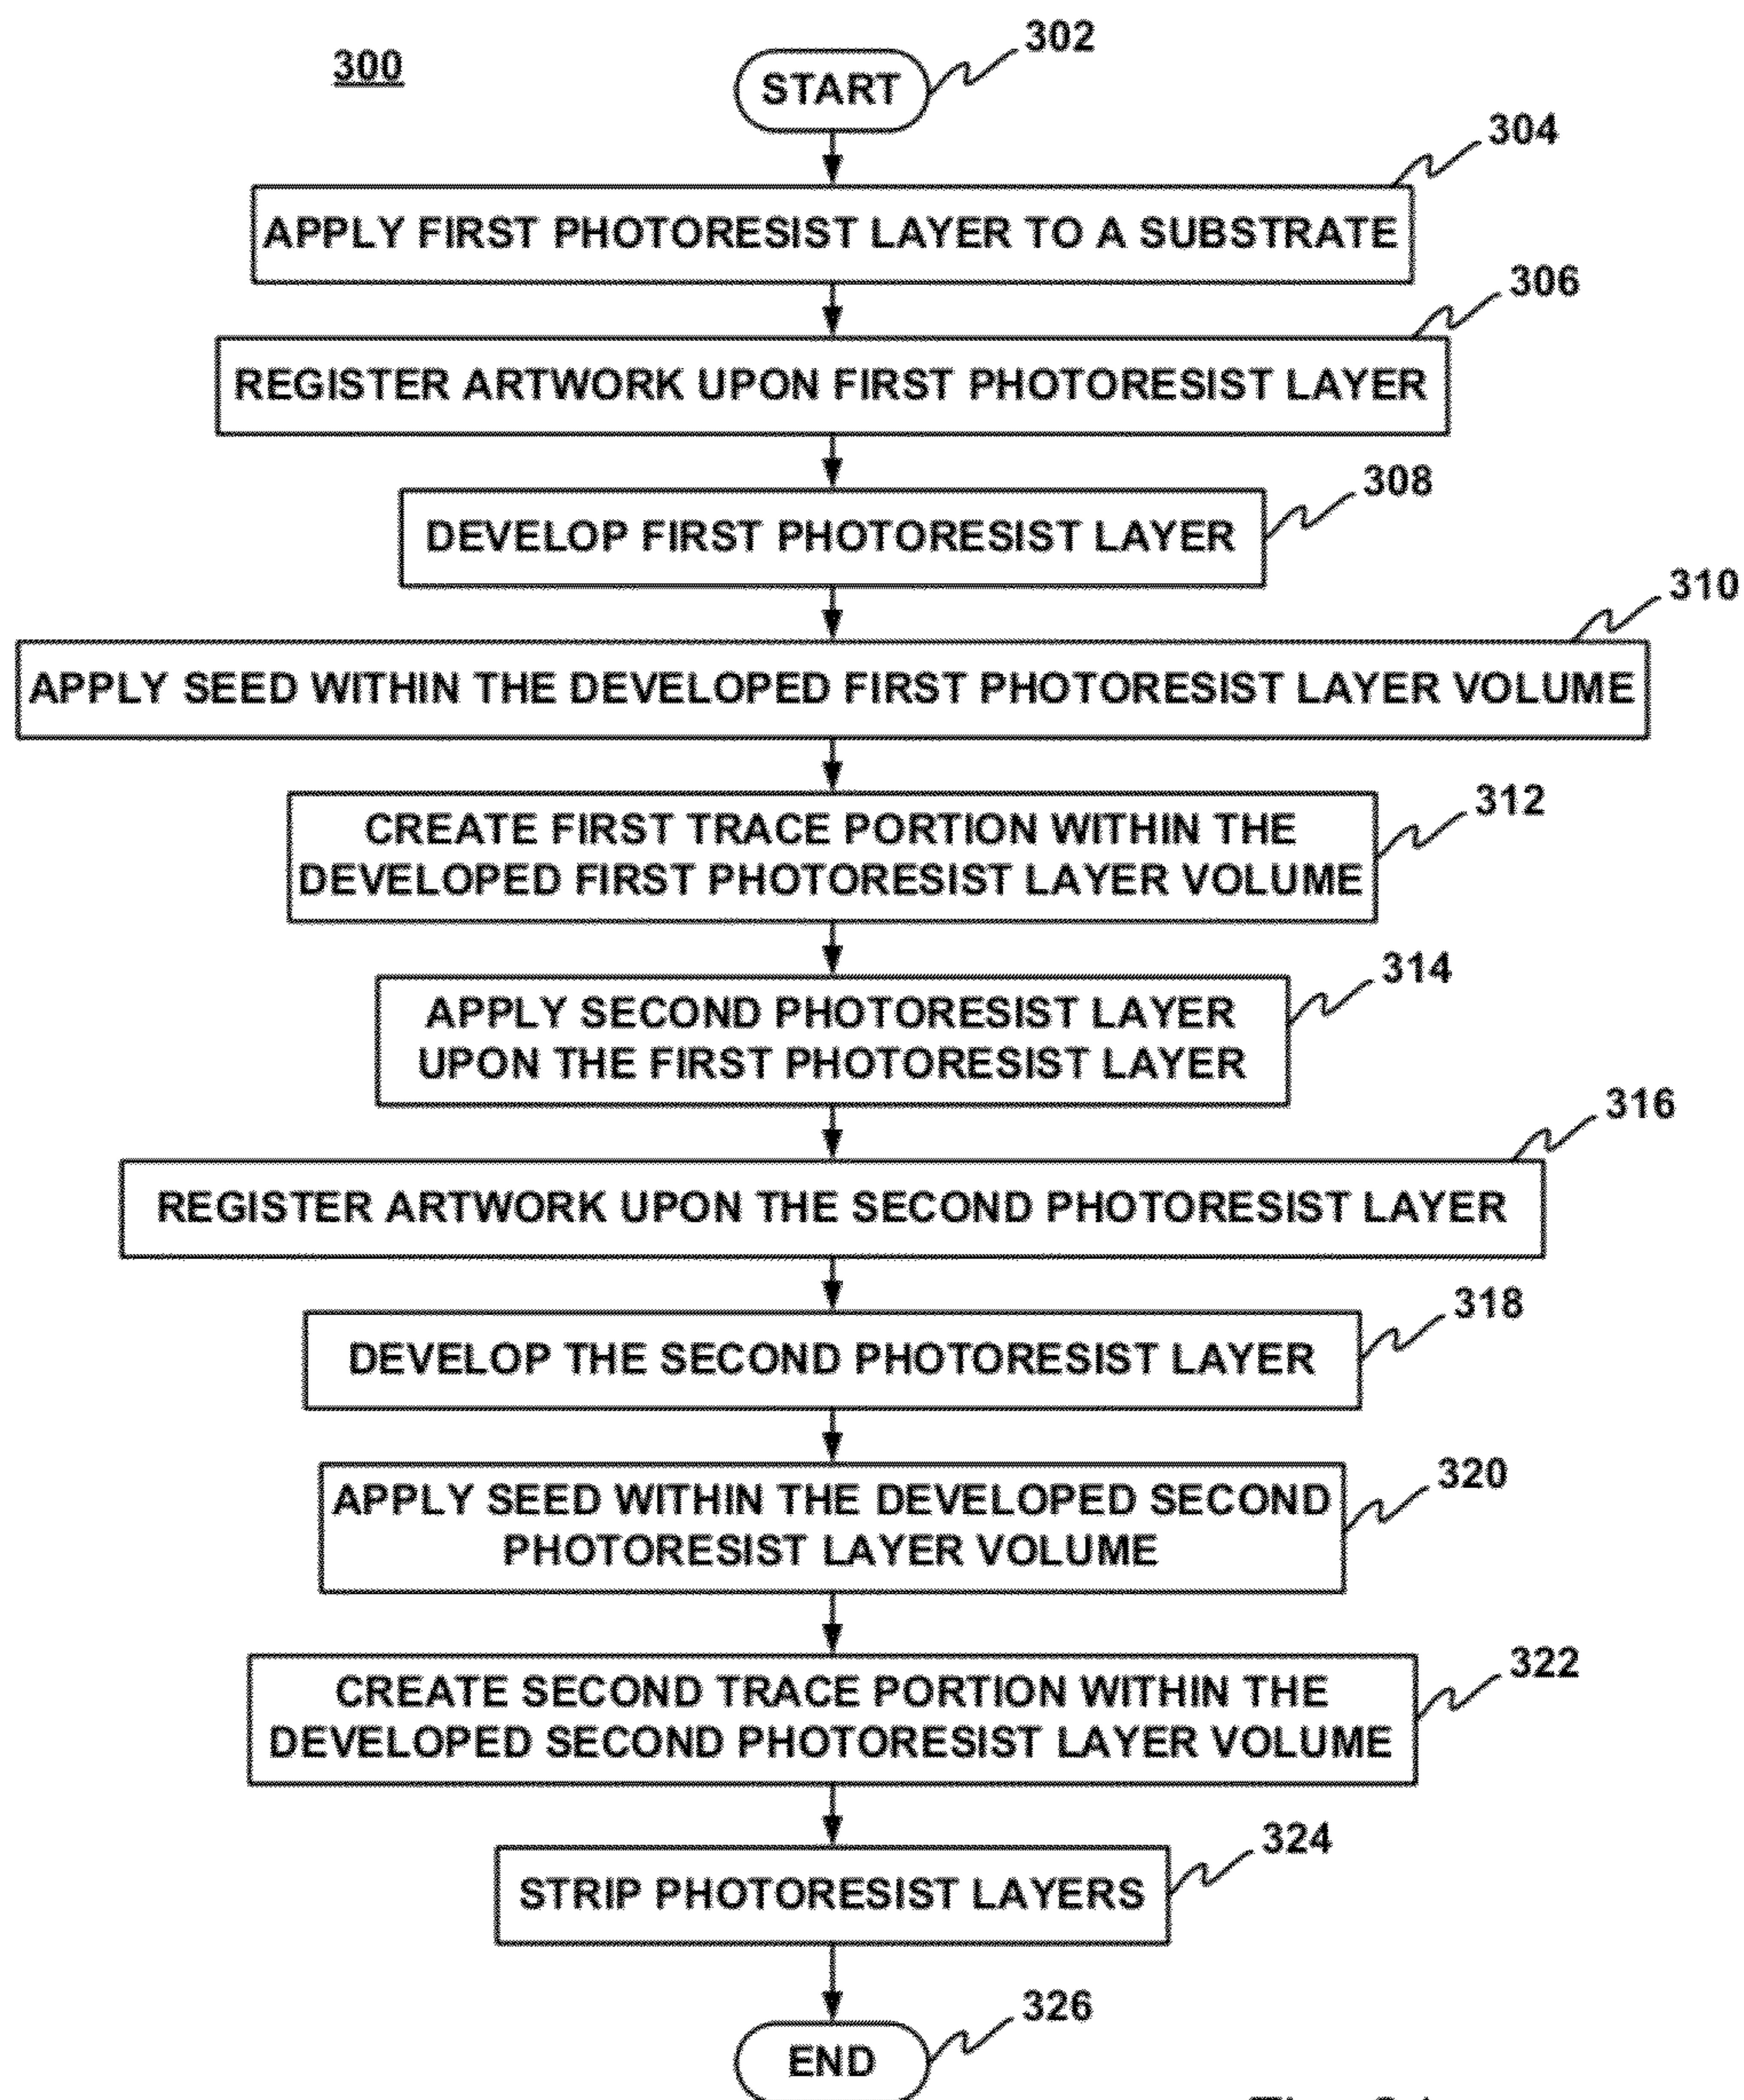 300
START
302
304
APPLY FIRST PHOTORESIST LAYER TO A SUBSTRATE
306
REGISTER ARTWORK UPON FIRST PHOTORESIST LAYER
308
DEVELOP FIRST PHOTORESIST LAYER
310
APPLY SEED WITHIN THE DEVELOPED FIRST PHOTORESIST LAYER VOLUME
312
CREATE FIRST TRACE PORTION WITHIN THE
DEVELOPED FIRST PHOTORESIST LAYER VOLUME
314
APPLY SECOND PHOTORESIST LAYER
UPON THE FIRST PHOTORESIST LAYER
316
REGISTER ARTWORK UPON THE SECOND PHOTORESIST LAYER
318
DEVELOP THE SECOND PHOTORESIST LAYER
320
APPLY SEED WITHIN THE DEVELOPED SECOND
PHOTORESIST LAYER VOLUME
322
CREATE SECOND TRACE PORTION WITHIN THE
DEVELOPED SECOND PHOTORESIST LAYER VOLUME
324
STRIP PHOTORESIST LAYERS
326
END